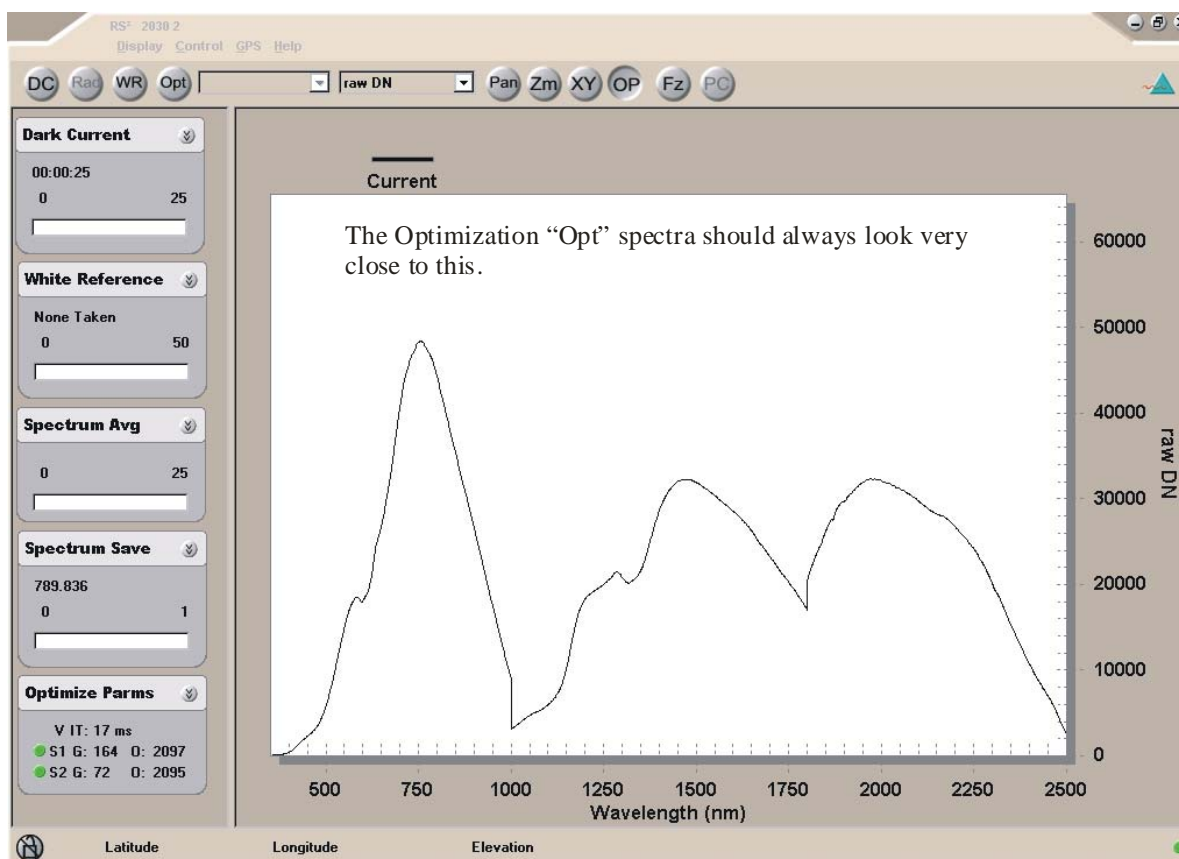 RS² 2030 2
Display Control GPS Help
DC Rad WR Opt raw DN Pan Zm XY OP Fz PC
Dark Current
00:00:25
0 25
White Reference
None Taken
0 50
Spectrum Avg
0 25
Spectrum Save
789.836
0 1
Optimize Parms
V IT: 17 ms
S1 G: 164 O: 2097
S2 G: 72 O: 2095
Current
The Optimization “Opt” spectra should always look very
close to this.
60000
50000
40000
30000
20000
10000
0
raw DN
500 750 1000 1250 1500 1750 2000 2250 2500
Wavelength (nm)
Latitude Longitude Elevation